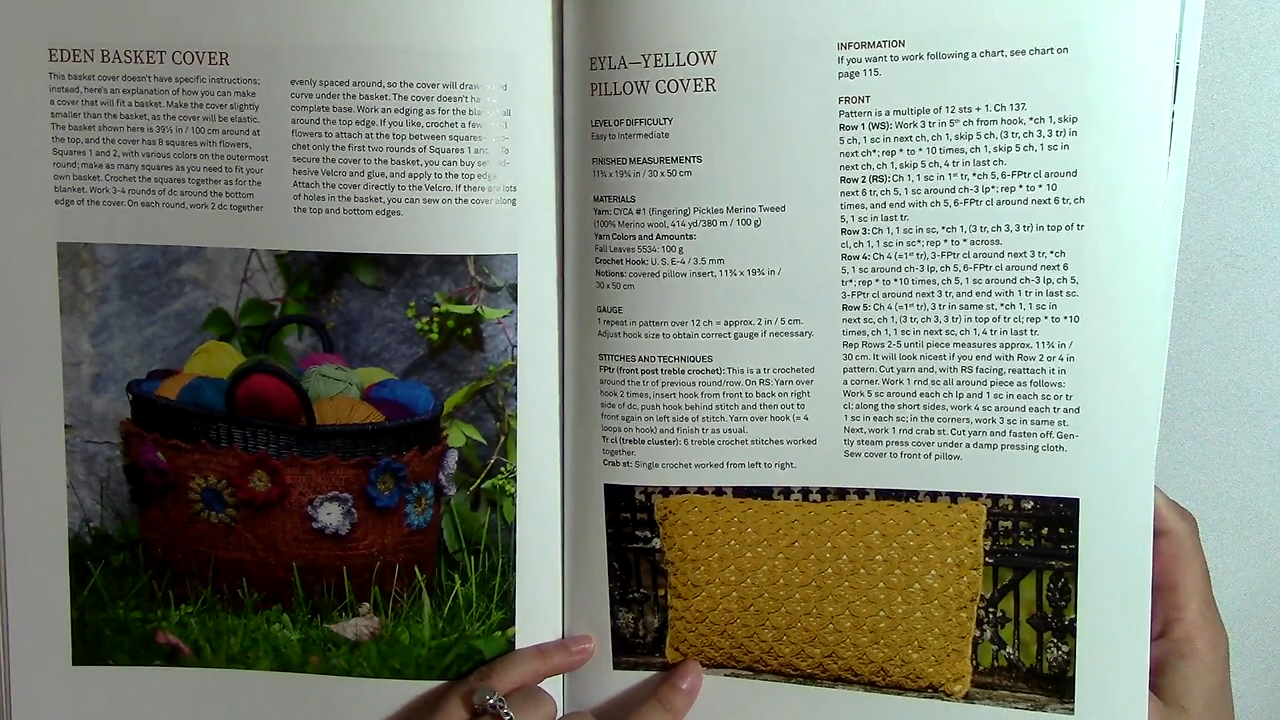 EDEN BASKET COVER
This basket cover doesn't have specific instructions;
instead, here's an explanation of how you can make
a cover that will fit a basket. Make the cover slightly
smaller than the basket, as the cover will be elastic.
The basket shown here is 39⅜ in / 100 cm around at
the top, and the cover has 8 squares with flowers,
Squares 1 and 2, with various colors on the outermost
round; make as many squares as you need to fit your
own basket. Crochet the squares together as for the
blanket. Work 3-4 rounds of dc around the bottom
edge of the cover. On each round, work 2 dc together
evenly spaced around, so the cover will draw
curve under the basket. The cover doesn't
complete base. Work an edging as for the
around the top edge. If you like, crochet a few
flowers to attach at the top between squares-
chet only the first two rounds of Squares 1 To
secure the cover to the basket, you can buy
hesive Velcro and glue, and apply to the top
Attach the cover directly to the Velcro. If there are lots
of holes in the basket, you can sew on the cover along
the top and bottom edges.
EYLA—YELLOW
PILLOW COVER
LEVEL OF DIFFICULTY
Easy to Intermediate
FINISHED MEASUREMENTS
11¾ x 19¾ in / 30 x 50 cm
MATERIALS
Yarn: CYCA #1 (fingering) Pickles Merino Tweed
(100% Merino wool, 414 yd/380 m / 100 g)
Yarn Colors and Amounts:
Fall Leaves 5534: 100 g
Crochet Hook: U. S. E-4 / 3.5 mm
Notions: covered pillow insert, 11¾ x 19¾ in /
30 x 50 cm
GAUGE
1 repeat in pattern over 12 ch = approx. 2 in / 5 cm.
Adjust hook size to obtain correct gauge if necessary.
STITCHES AND TECHNIQUES
FPtr (front post treble crochet): This is a tr crocheted
around the tr of previous round/row. On RS: Yarn over
hook 2 times, insert hook from front to back on right
side of dc, push hook behind stitch and then out to
front again on left side of stitch. Yarn over hook (= 4
loops on hook) and finish tr as usual.
Tr cl (treble cluster): 6 treble crochet stitches worked
together.
Crab st: Single crochet worked from left to right.
INFORMATION
If you want to work following a chart, see chart on
page 115.
FRONT
Pattern is a multiple of 12 sts + 1. Ch 137.
Row 1 (WS): Work 3 tr in 5th ch from hook, *ch 1, skip
5 ch, 1 sc in next ch, ch 1, skip 5 ch, (3 tr, ch 3, 3 tr) in
next ch*; rep * to * 10 times, ch 1, skip 5 ch, 1 sc in
next ch, ch 1, skip 5 ch, 4 tr in last ch.
Row 2 (RS): Ch 1, 1 sc in 1st tr, *ch 5, 6-FPtr cl around
next 6 tr, ch 5, 1 sc around ch-3 lp*; rep * to * 10
times, and end with ch 5, 6-FPtr cl around next 6 tr, ch
5, 1 sc in last tr.
Row 3: Ch 1, 1 sc in sc, *ch 1, (3 tr, ch 3, 3 tr) in top of tr
cl, ch 1, 1 sc in sc*; rep * to * across.
Row 4: Ch 4 (=1st tr), 3-FPtr cl around next 3 tr, *ch
5, 1 sc around ch-3 lp, ch 5, 6-FPtr cl around next 6
tr*; rep * to *10 times, ch 5, 1 sc around ch-3 lp, ch 5,
3-FPtr cl around next 3 tr, and end with 1 tr in last sc.
Row 5: Ch 4 (=1st tr), 3 tr in same st, *ch 1, 1 sc in
next sc, ch 1, (3 tr, ch 3, 3 tr) in top of tr cl; rep * to *10
times, ch 1, 1 sc in next sc, ch 1, 4 tr in last tr.
Rep Rows 2-5 until piece measures approx. 11¾ in /
30 cm. It will look nicest if you end with Row 2 or 4 in
pattern. Cut yarn and, with RS facing, reattach it in
a corner. Work 1 rnd sc all around piece as follows:
Work 5 sc around each ch lp and 1 sc in each sc or tr
cl; along the short sides, work 4 sc around each tr and
1 sc in each sc; in the corners, work 3 sc in same st.
Next, work 1 rnd crab st. Cut yarn and fasten off. Gen-
tly steam press cover under a damp pressing cloth.
Sew cover to front of pillow.